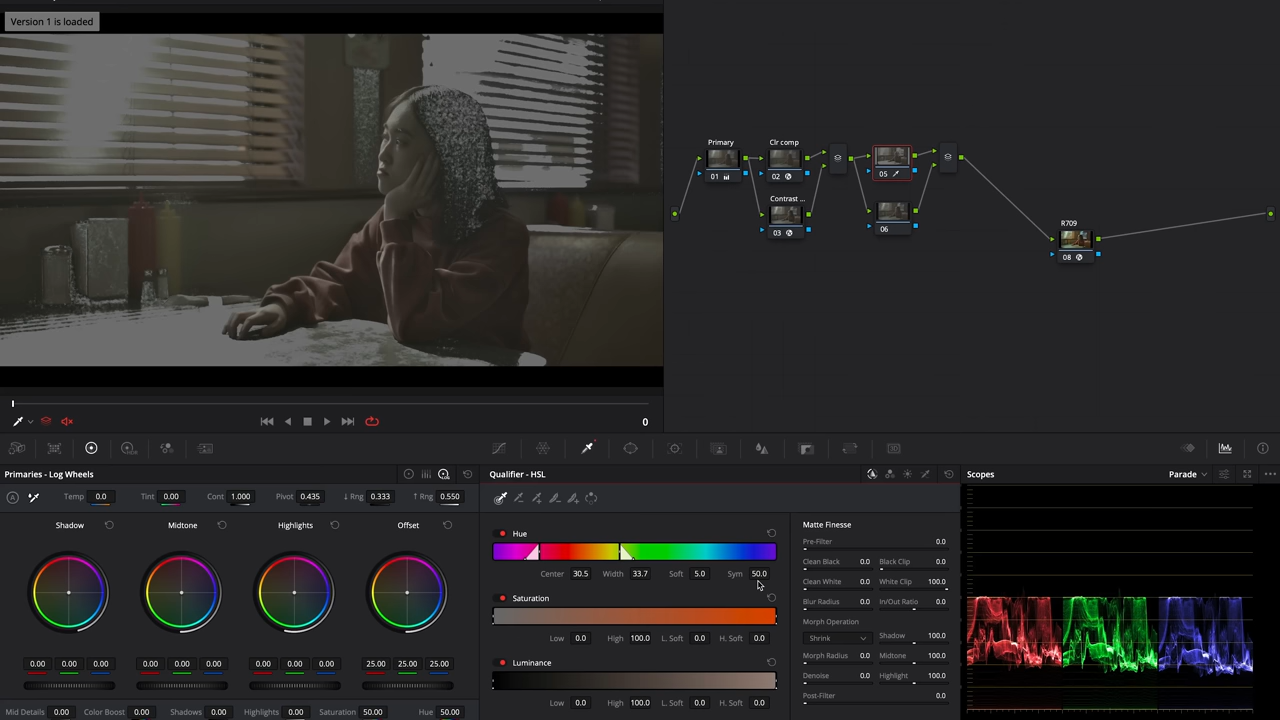 Version 1 is loaded
Primary
Clr comp
01
02
05
Contrast ...
03
06
R709
08
0
Primaries - Log Wheels
Qualifier - HSL
Scopes
Parade
Temp 0.0 Tint 0.00 Cont 1.000 Pivot 0.435 ↓ Rng 0.333 ↑ Rng 0.550
Shadow
Midtone
Highlights
Offset
0.00 0.00 0.00
0.00 0.00 0.00
0.00 0.00 0.00
25.00 25.00 25.00
Mid Details 0.00 Color Boost 0.00 Shadows 0.00 Highlights 0.00 Saturation 50.00 Hue 50.00
Hue
Center 30.5 Width 33.7 Soft 5.0 Sym 50.0
Saturation
Low 0.0 High 100.0 L. Soft 0.0 H. Soft 0.0
Luminance
Low 0.0 High 100.0 L. Soft 0.0 H. Soft 0.0
Matte Finesse
Pre-Filter 0.0
Clean Black 0.0 Black Clip 0.0
Clean White 0.0 White Clip 100.0
Blur Radius 0.0 In/Out Ratio 0.0
Morph Operation
Shrink Shadow 100.0
Morph Radius 0.0 Midtone 100.0
Denoise 0.0 Highlight 100.0
Post-Filter 0.0